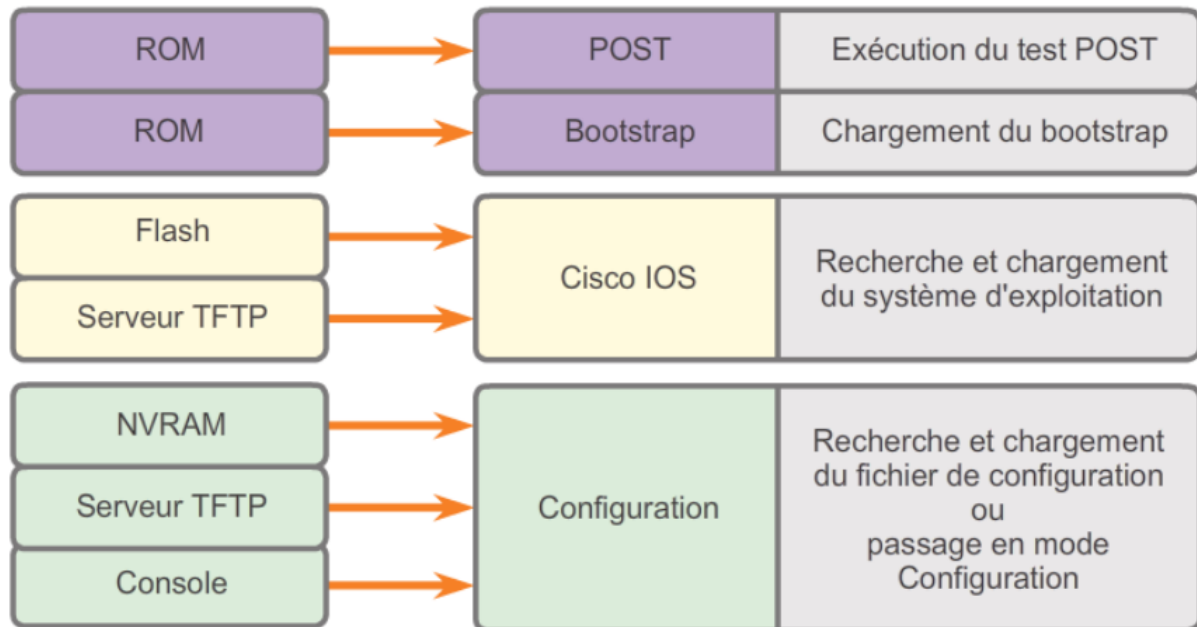 ROM
POST
Exécution du test POST
ROM
Bootstrap
Chargement du bootstrap
Flash
Serveur TFTP
Cisco IOS
Recherche et chargement
du système d'exploitation
NVRAM
Serveur TFTP
Console
Configuration
Recherche et chargement
du fichier de configuration
ou
passage en mode
Configuration